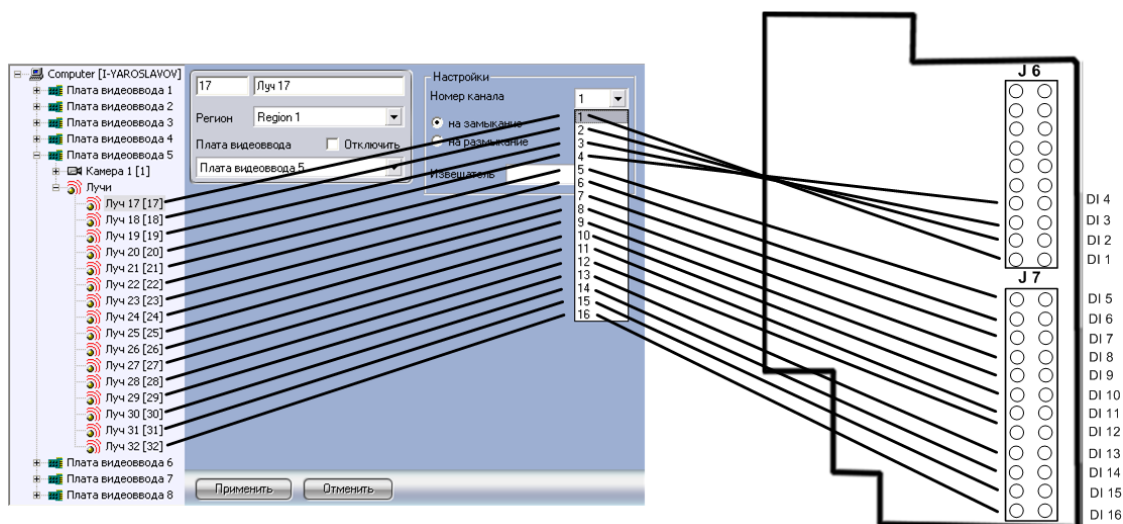 Computer [I-YAROSLAVOV]
Плата видеоввода 1
Плата видеоввода 2
Плата видеоввода 3
Плата видеоввода 4
Плата видеоввода 5
Камера 1 [1]
Лучи
Луч 17 [17]
Луч 18 [18]
Луч 19 [19]
Луч 20 [20]
Луч 21 [21]
Луч 22 [22]
Луч 23 [23]
Луч 24 [24]
Луч 25 [25]
Луч 26 [26]
Луч 27 [27]
Луч 28 [28]
Луч 29 [29]
Луч 30 [30]
Луч 31 [31]
Луч 32 [32]
Плата видеоввода 6
Плата видеоввода 7
Плата видеоввода 8
17 Луч 17
Регион Region 1
Плата видеоввода Отключить
Плата видеоввода 5
Настройки
Номер канала 1
на замыкание
на размыкание
Извещатель
1
2
3
4
5
6
7
8
9
10
11
12
13
14
15
16
Применить Отменить
J 6
DI 4
DI 3
DI 2
DI 1
J 7
DI 5
DI 6
DI 7
DI 8
DI 9
DI 10
DI 11
DI 12
DI 13
DI 14
DI 15
DI 16